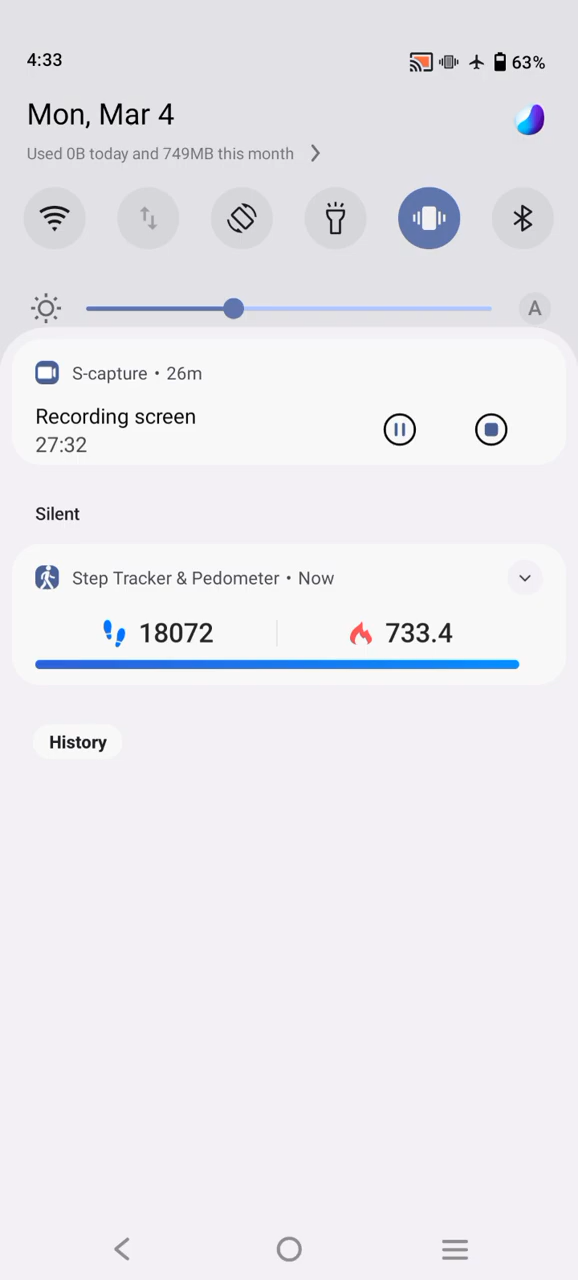 4:33
63%
Mon, Mar 4
Used 0B today and 749MB this month
A
S-capture • 26m
Recording screen
27:32
Silent
Step Tracker & Pedometer • Now
18072
733.4
History